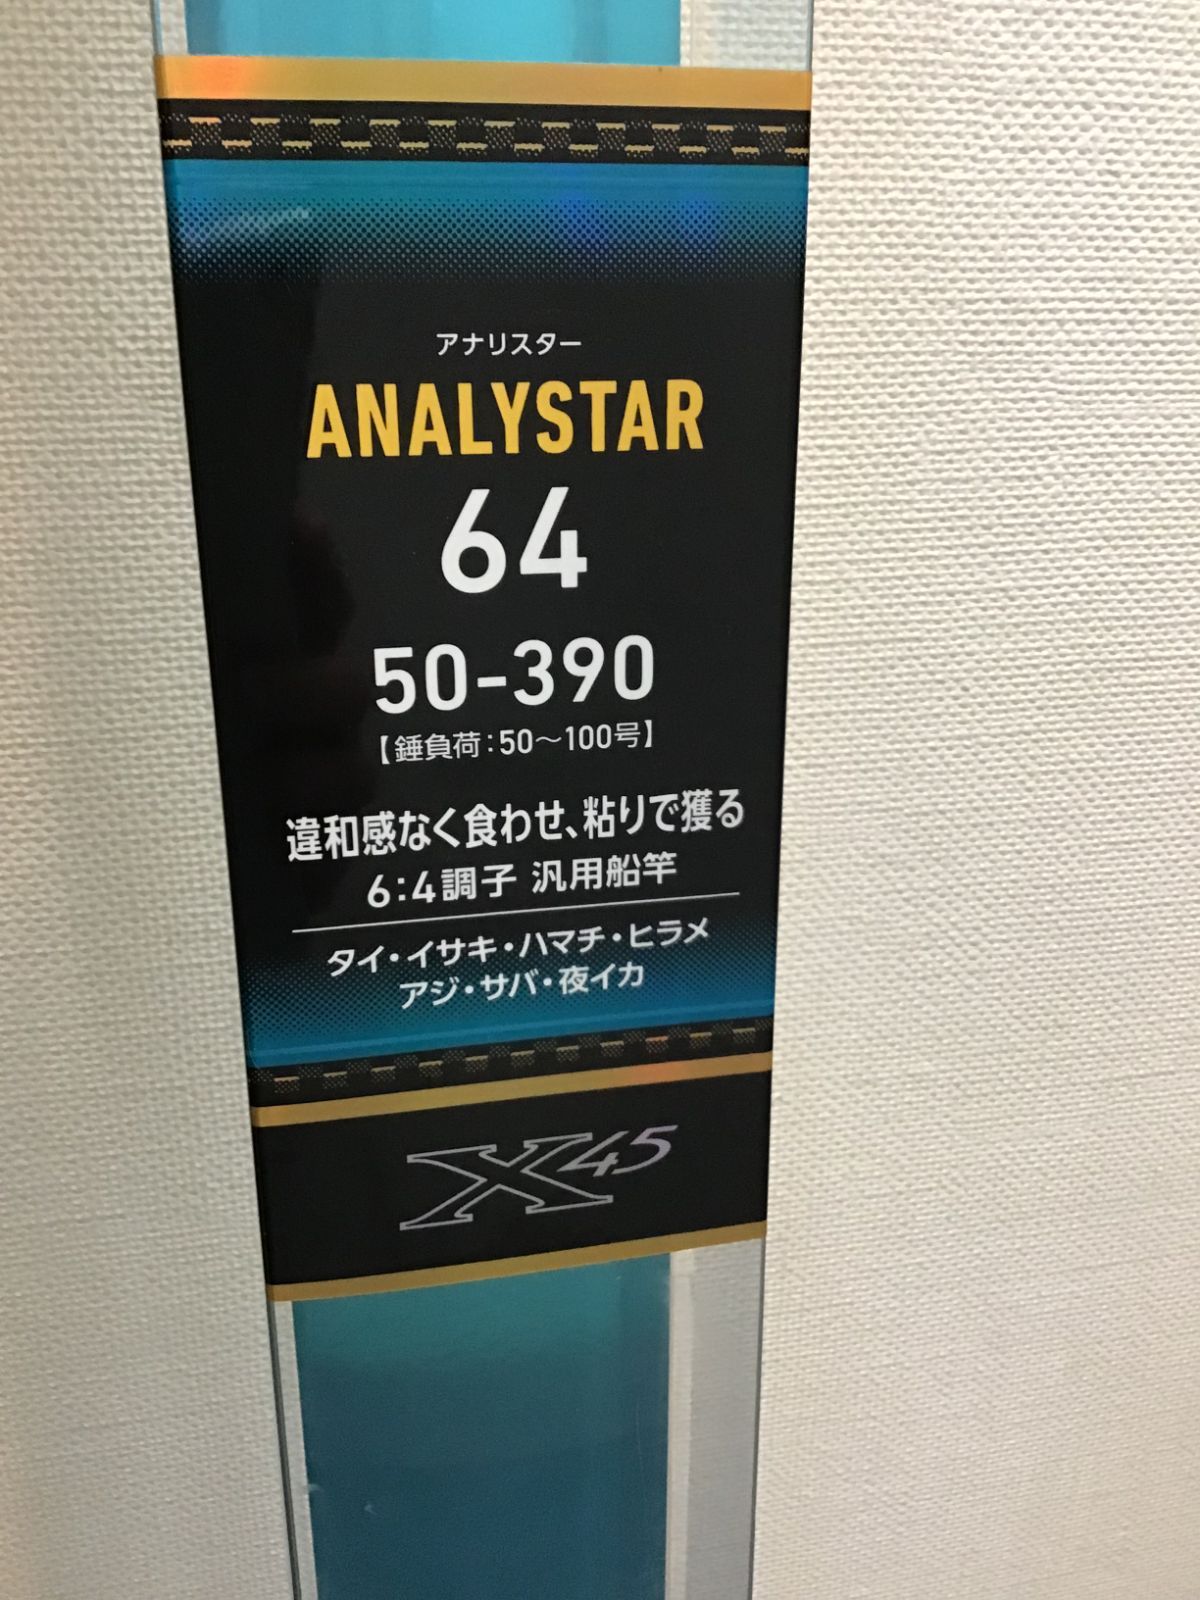 アナリスター
ANALYSTAR
64
50-390
【錘負荷:50〜100号】
違和感なく食わせ、粘りで獲る
6:4調子 汎用船竿
タイ・イサキ・ハマチ・ヒラメ
アジ・サバ・夜イカ
X45